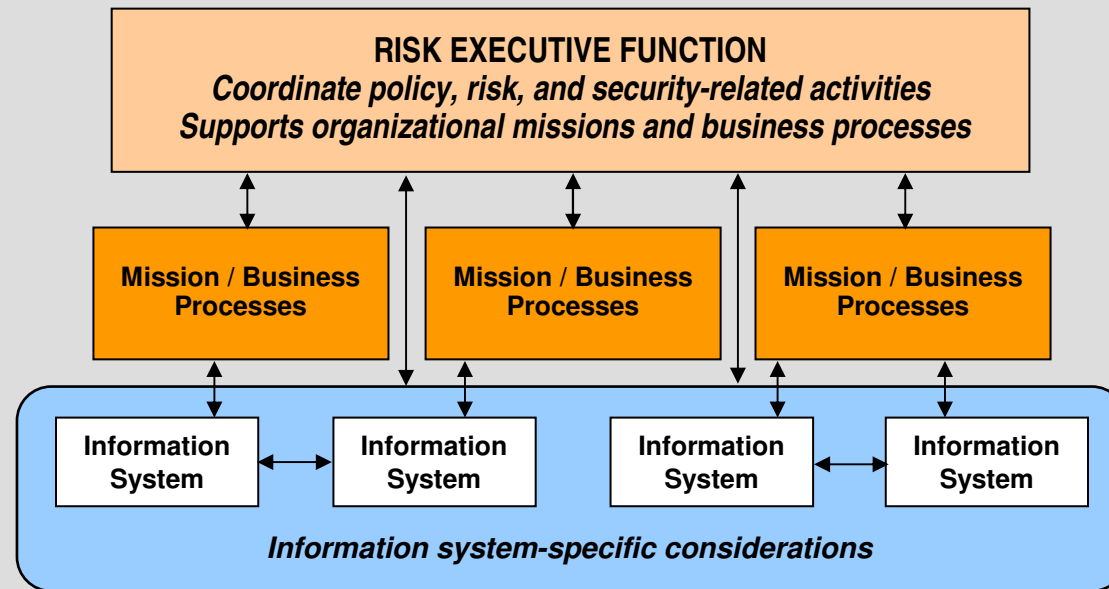 RISK EXECUTIVE FUNCTION
Coordinate policy, risk, and security-related activities
Supports organizational missions and business processes
Mission / Business
Processes
Mission / Business
Processes
Mission / Business
Processes
Information
System
Information
System
Information
System
Information
System
Information system-specific considerations